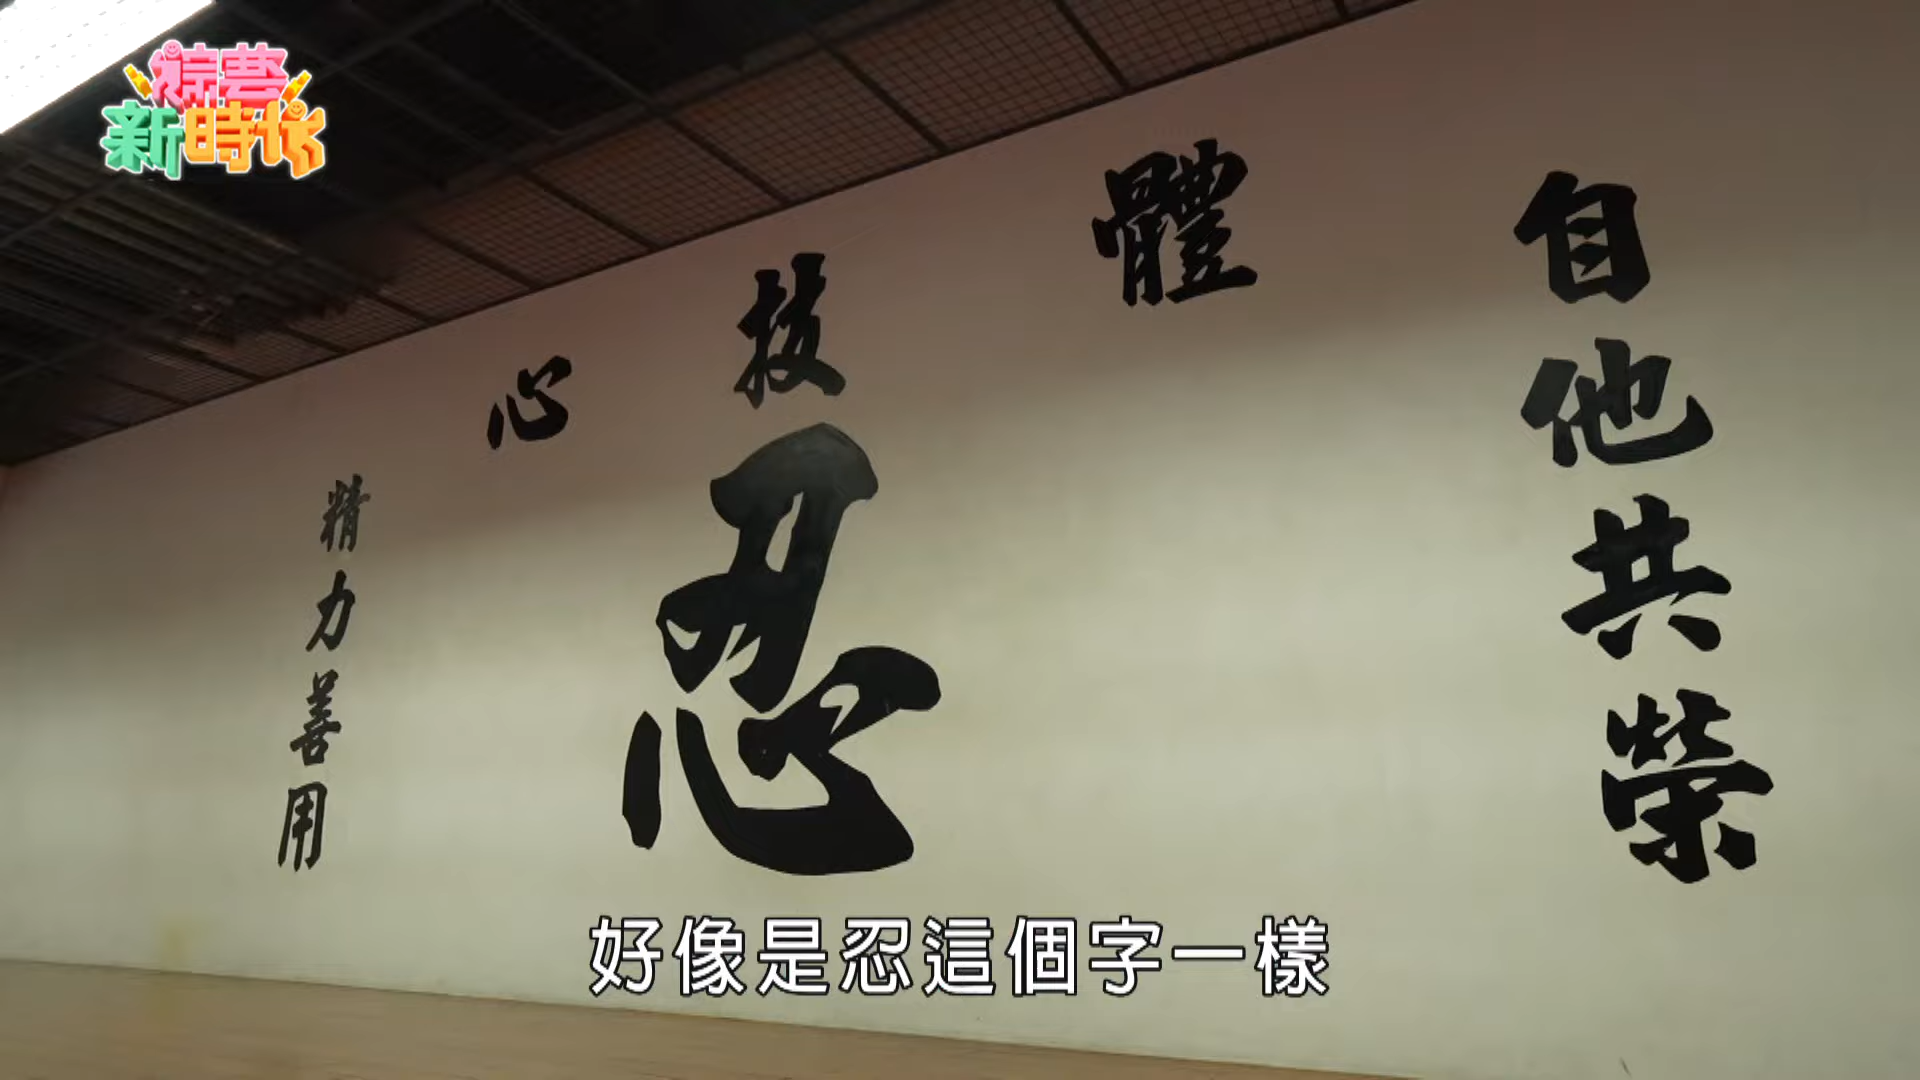 綜藝
新時代
自他共榮
心技體
忍
精力善用
好像是忍這個字一樣